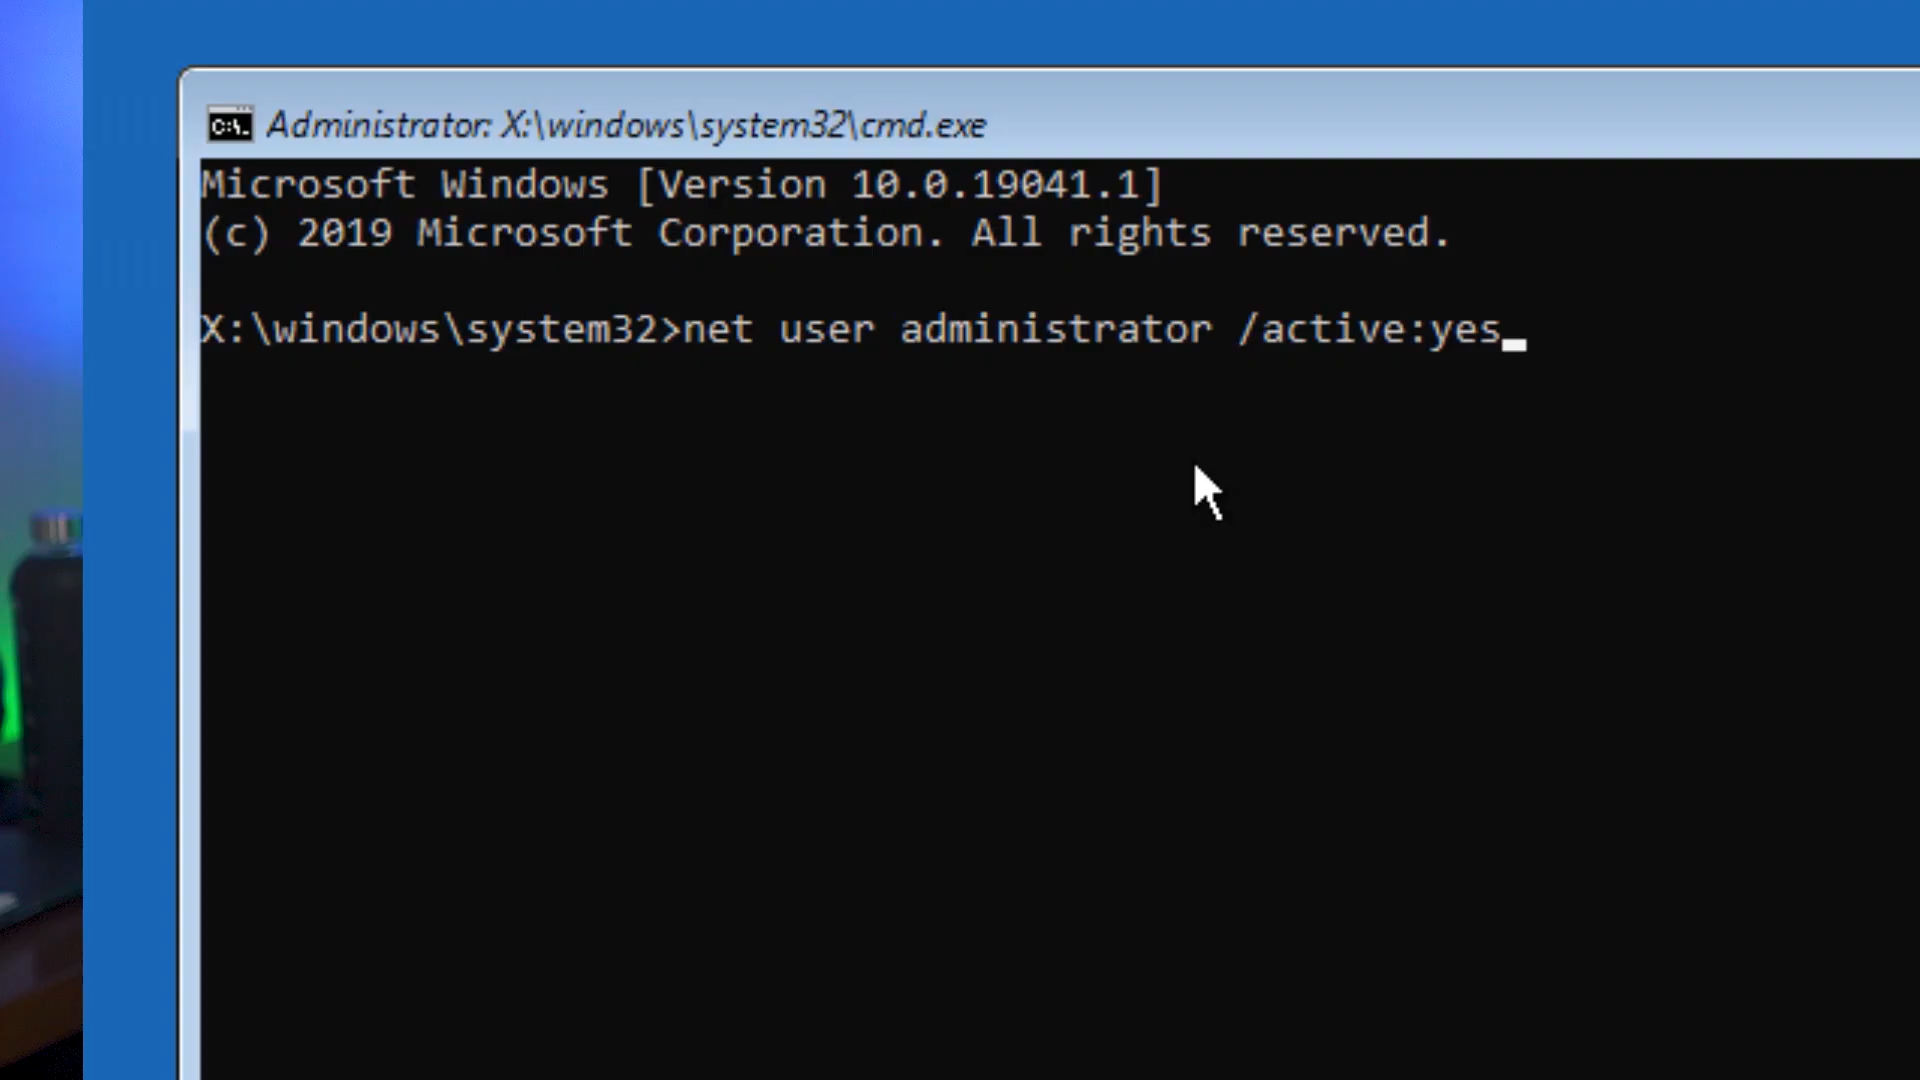 Administrator: X:\windows\system32\cmd.exe
Microsoft Windows [Version 10.0.19041.1]
(c) 2019 Microsoft Corporation. All rights reserved.
X:\windows\system32>net user administrator /active:yes